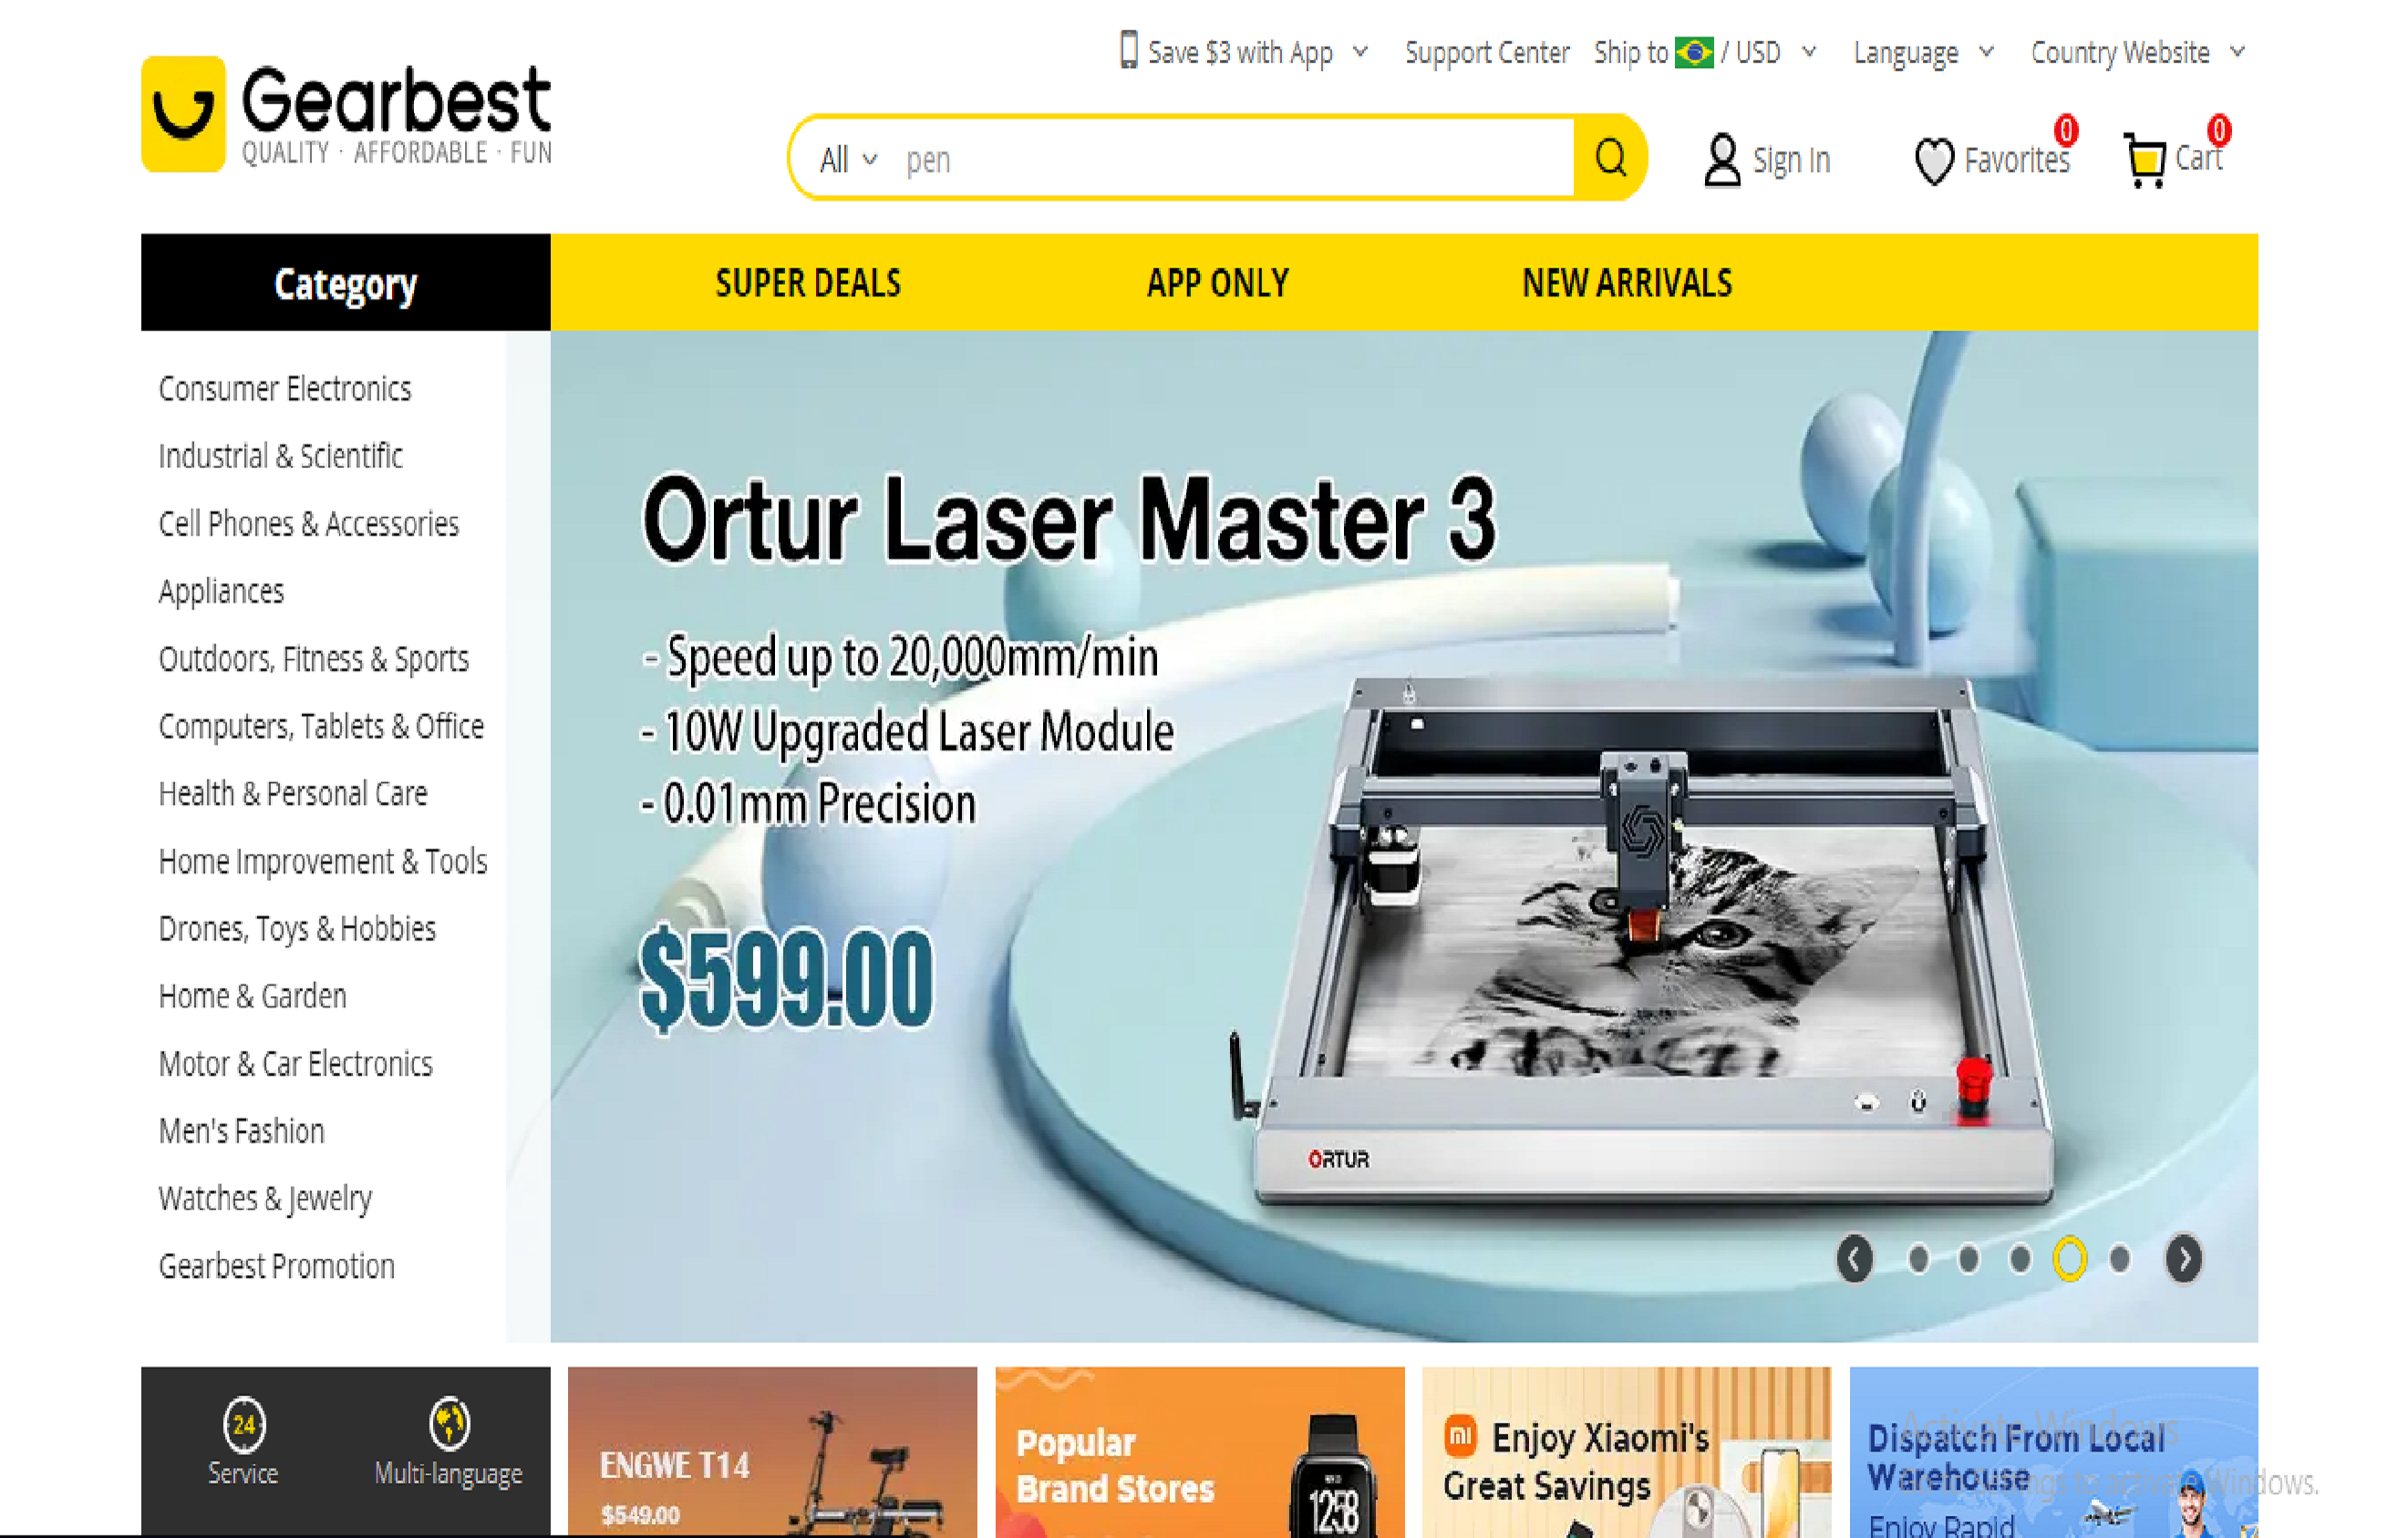 Save $3 with App
Support Center
Ship to / USD
Language
Country Website
Gearbest
QUALITY · AFFORDABLE · FUN
All
pen
Sign In
Favorites
0
Cart
0
Category
SUPER DEALS
APP ONLY
NEW ARRIVALS
Consumer Electronics
Industrial & Scientific
Cell Phones & Accessories
Appliances
Outdoors, Fitness & Sports
Computers, Tablets & Office
Health & Personal Care
Home Improvement & Tools
Drones, Toys & Hobbies
Home & Garden
Motor & Car Electronics
Men's Fashion
Watches & Jewelry
Gearbest Promotion
Ortur Laser Master 3
- Speed up to 20,000mm/min
- 10W Upgraded Laser Module
- 0.01mm Precision
$599.00
ORTUR
24
Service
Multi-language
ENGWE T14
$549.00
Popular
Brand Stores
1258
mi
Enjoy Xiaomi's
Great Savings
Dispatch From Local
Warehouse
Enjoy Rapid
Activate Windows
to activate Windows.